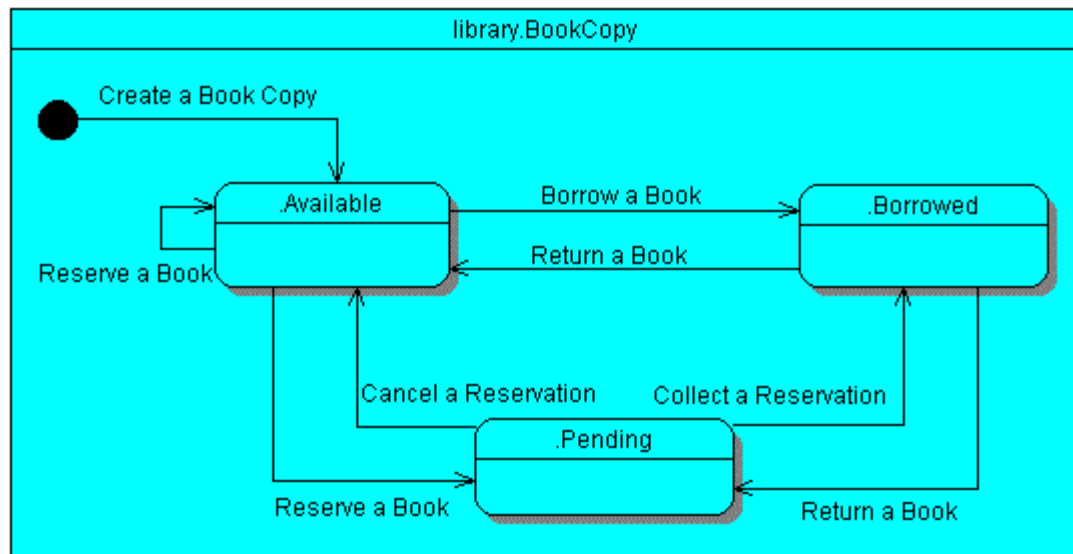 library.BookCopy
Create a Book Copy
.Available
Borrow a Book
.Borrowed
Return a Book
Reserve a Book
Cancel a Reservation
Collect a Reservation
.Pending
Reserve a Book
Return a Book